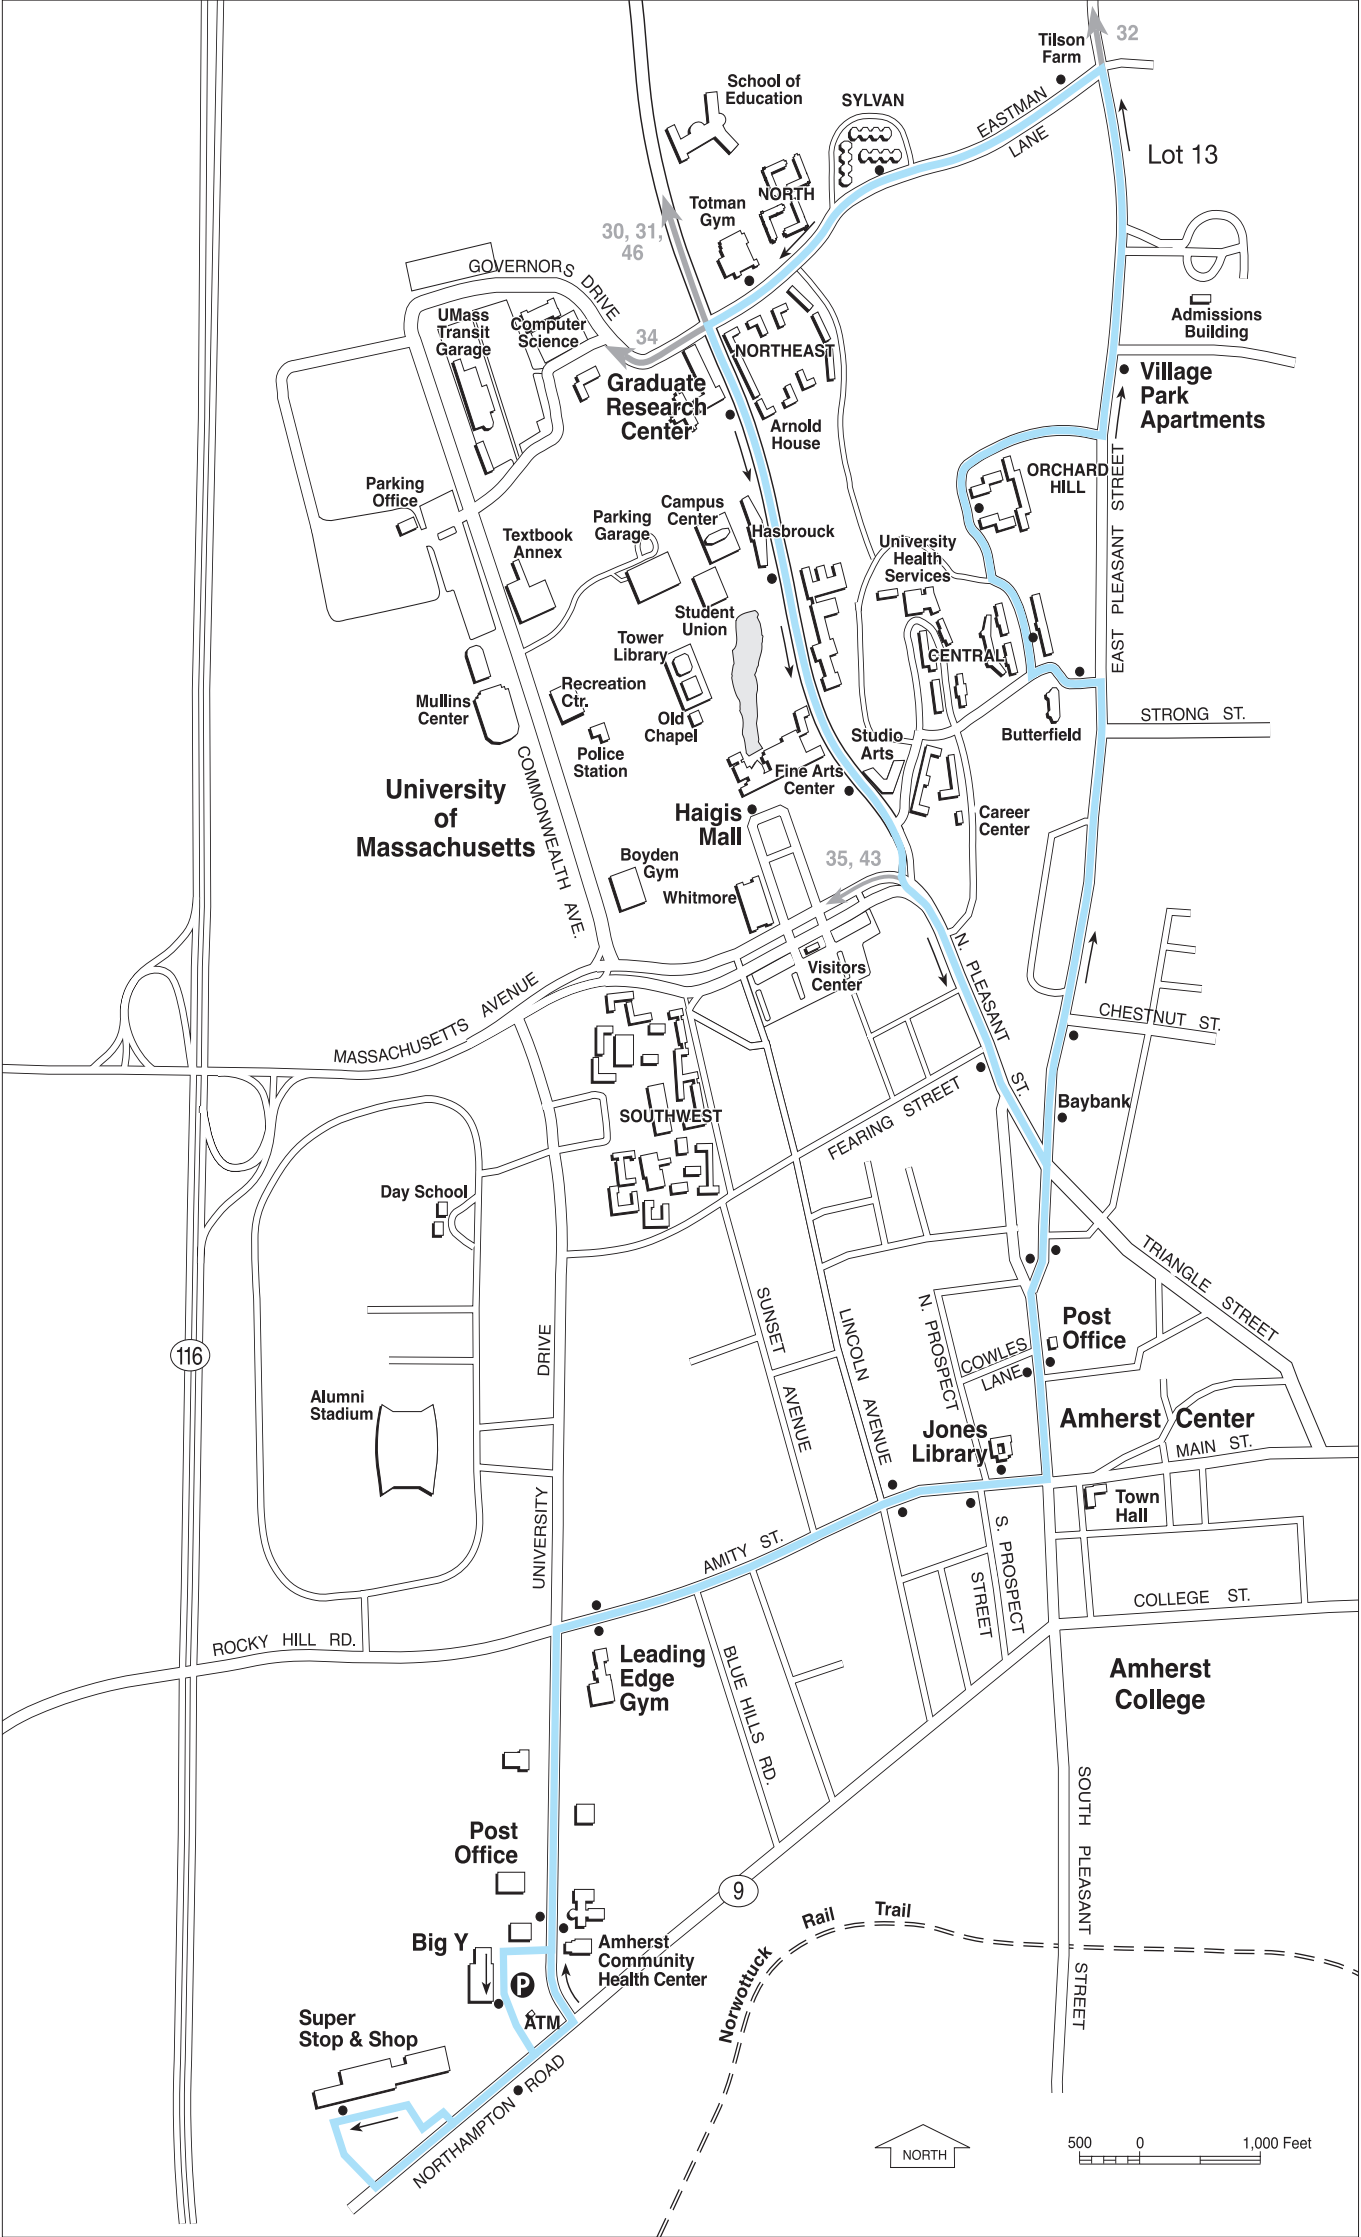 32
Tilson
Farm
School of
Education
SYLVAN
EASTMAN
LANE
Lot 13
NORTH
Totman
Gym
30, 31,
46
GOVERNORS DRIVE
UMass
Transit
Garage
Computer
Science
34
NORTHEAST
Admissions
Building
Graduate
Research
Center
Village
Park
Apartments
Arnold
House
ORCHARD
HILL
EAST PLEASANT STREET
Parking
Office
Campus
Center
Parking
Garage
Hasbrouck
Textbook
Annex
University
Health
Services
Student
Union
Tower
Library
CENTRAL
Recreation
Ctr.
Mullins
Center
Old
Chapel
STRONG ST.
Butterfield
Studio
Arts
Police
Station
COMMONWEALTH AVE.
Fine Arts
Center
University
of
Massachusetts
Haigis
Mall
Career
Center
35, 43
Boyden
Gym
Whitmore
N. PLEASANT ST.
Visitors
Center
MASSACHUSETTS AVENUE
CHESTNUT ST.
Baybank
SOUTHWEST
FEARING STREET
Day School
TRIANGLE STREET
SUNSET AVENUE
LINCOLN AVENUE
N. PROSPECT
Post
Office
COWLES
LANE
116
UNIVERSITY DRIVE
Alumni
Stadium
Jones
Library
Amherst Center
MAIN ST.
Town
Hall
S. PROSPECT
STREET
AMITY ST.
COLLEGE ST.
ROCKY HILL RD.
Leading
Edge
Gym
BLUE HILLS RD.
Amherst
College
SOUTH PLEASANT STREET
Post
Office
9
Norwottuck Rail Trail
Big Y
Amherst
Community
Health Center
P
ATM
Super
Stop & Shop
NORTHAMPTON ROAD
NORTH
500 0 1,000 Feet